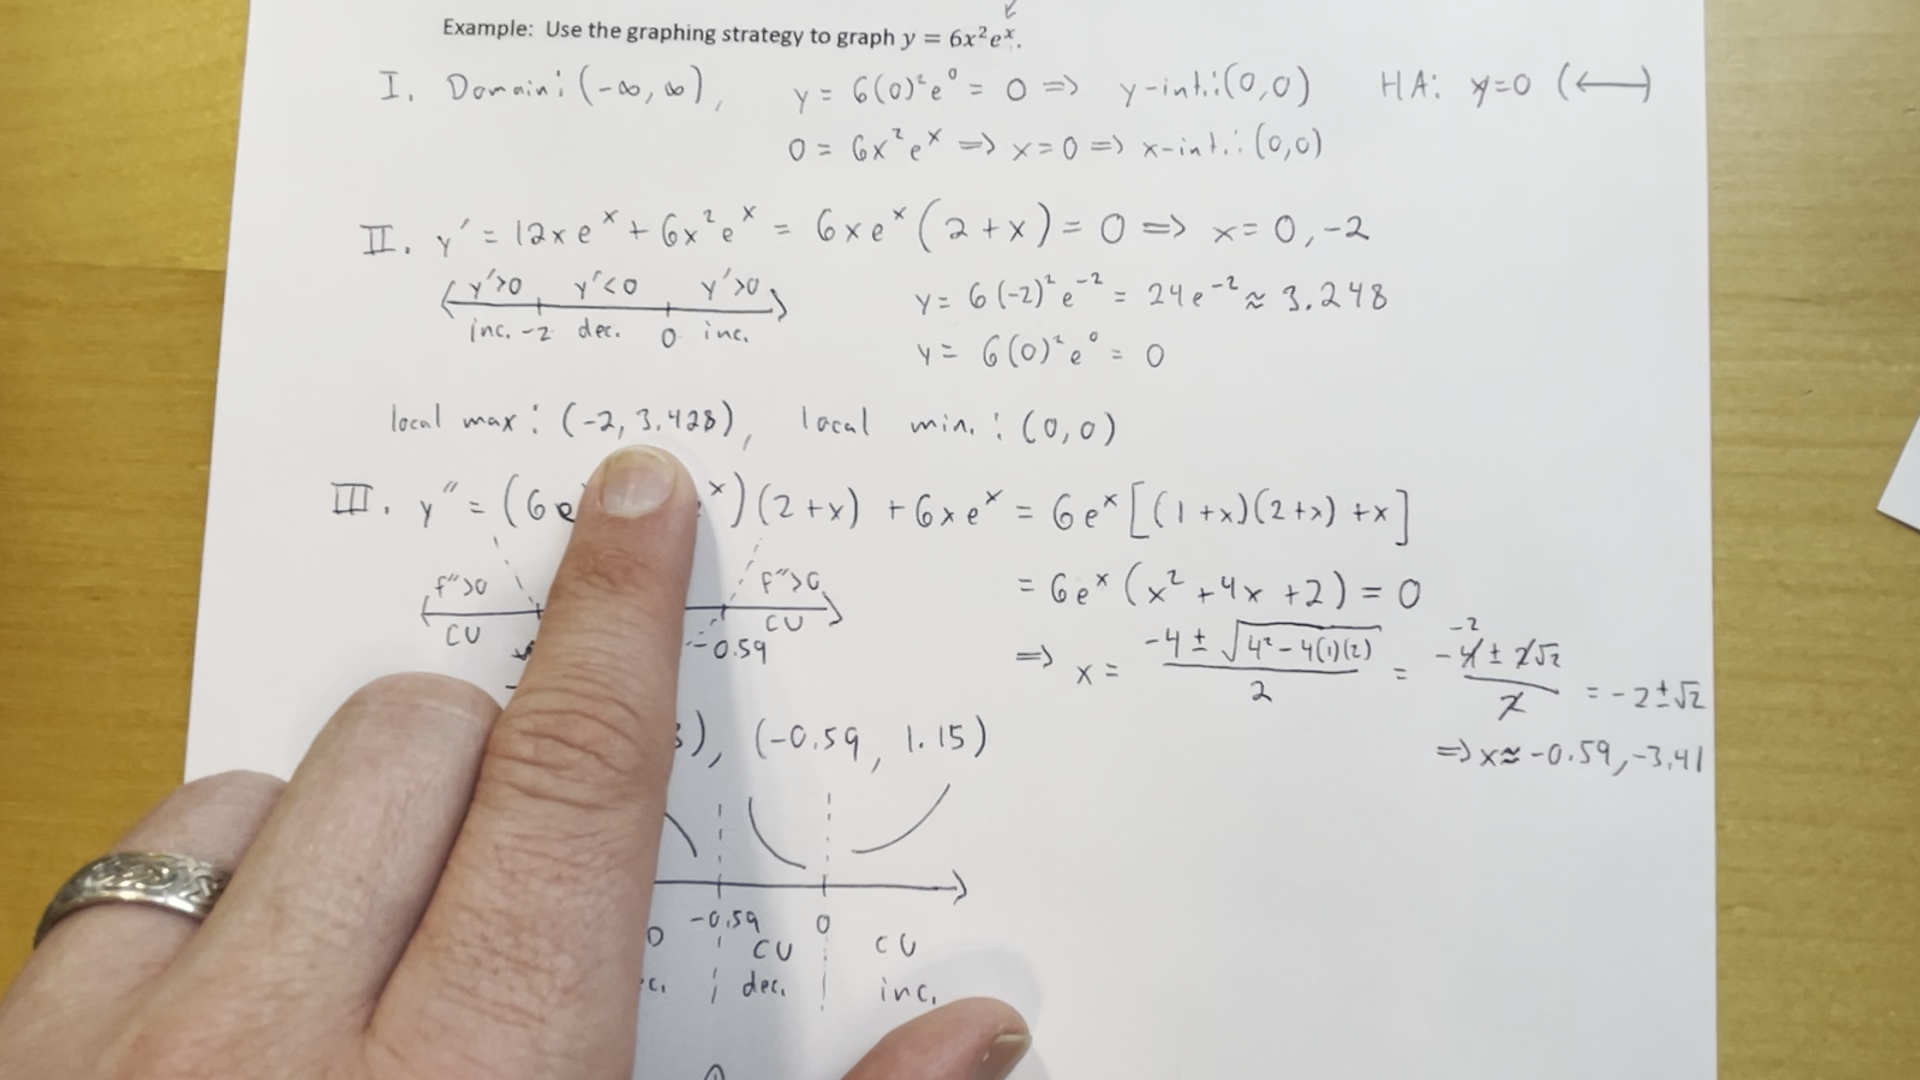 Example: Use the graphing strategy to graph y = 6x²eˣ.
I. Domain: (-∞, ∞), y = 6(0)²e⁰ = 0 => y-int.: (0,0) HA: y=0 (←)
0 = 6x²eˣ => x=0 => x-int.: (0,0)
II. y' = 12xeˣ + 6x²eˣ = 6xeˣ(2+x) = 0 => x=0,-2
y'>0 y'<0 y'>0
inc. -2 dec. 0 inc.
y = 6(-2)²e⁻² = 24e⁻² ≈ 3.248
y = 6(0)²e⁰ = 0
local max: (-2, 3.428), local min.: (0,0)
III. y'' = (6e ˣ)(2+x) + 6xeˣ = 6eˣ[(1+x)(2+x)+x]
= 6eˣ(x²+4x+2) = 0
f''>0 f''>0
CU CU
-0.59
=> x = (-4 ± √(4²-4(1)(2)))/2 = (-4 ± 2√2)/2 = -2±√2
-2
=> x≈ -0.59, -3.41
), (-0.59, 1.15)
-0.59 0
CU CU
dec. inc.